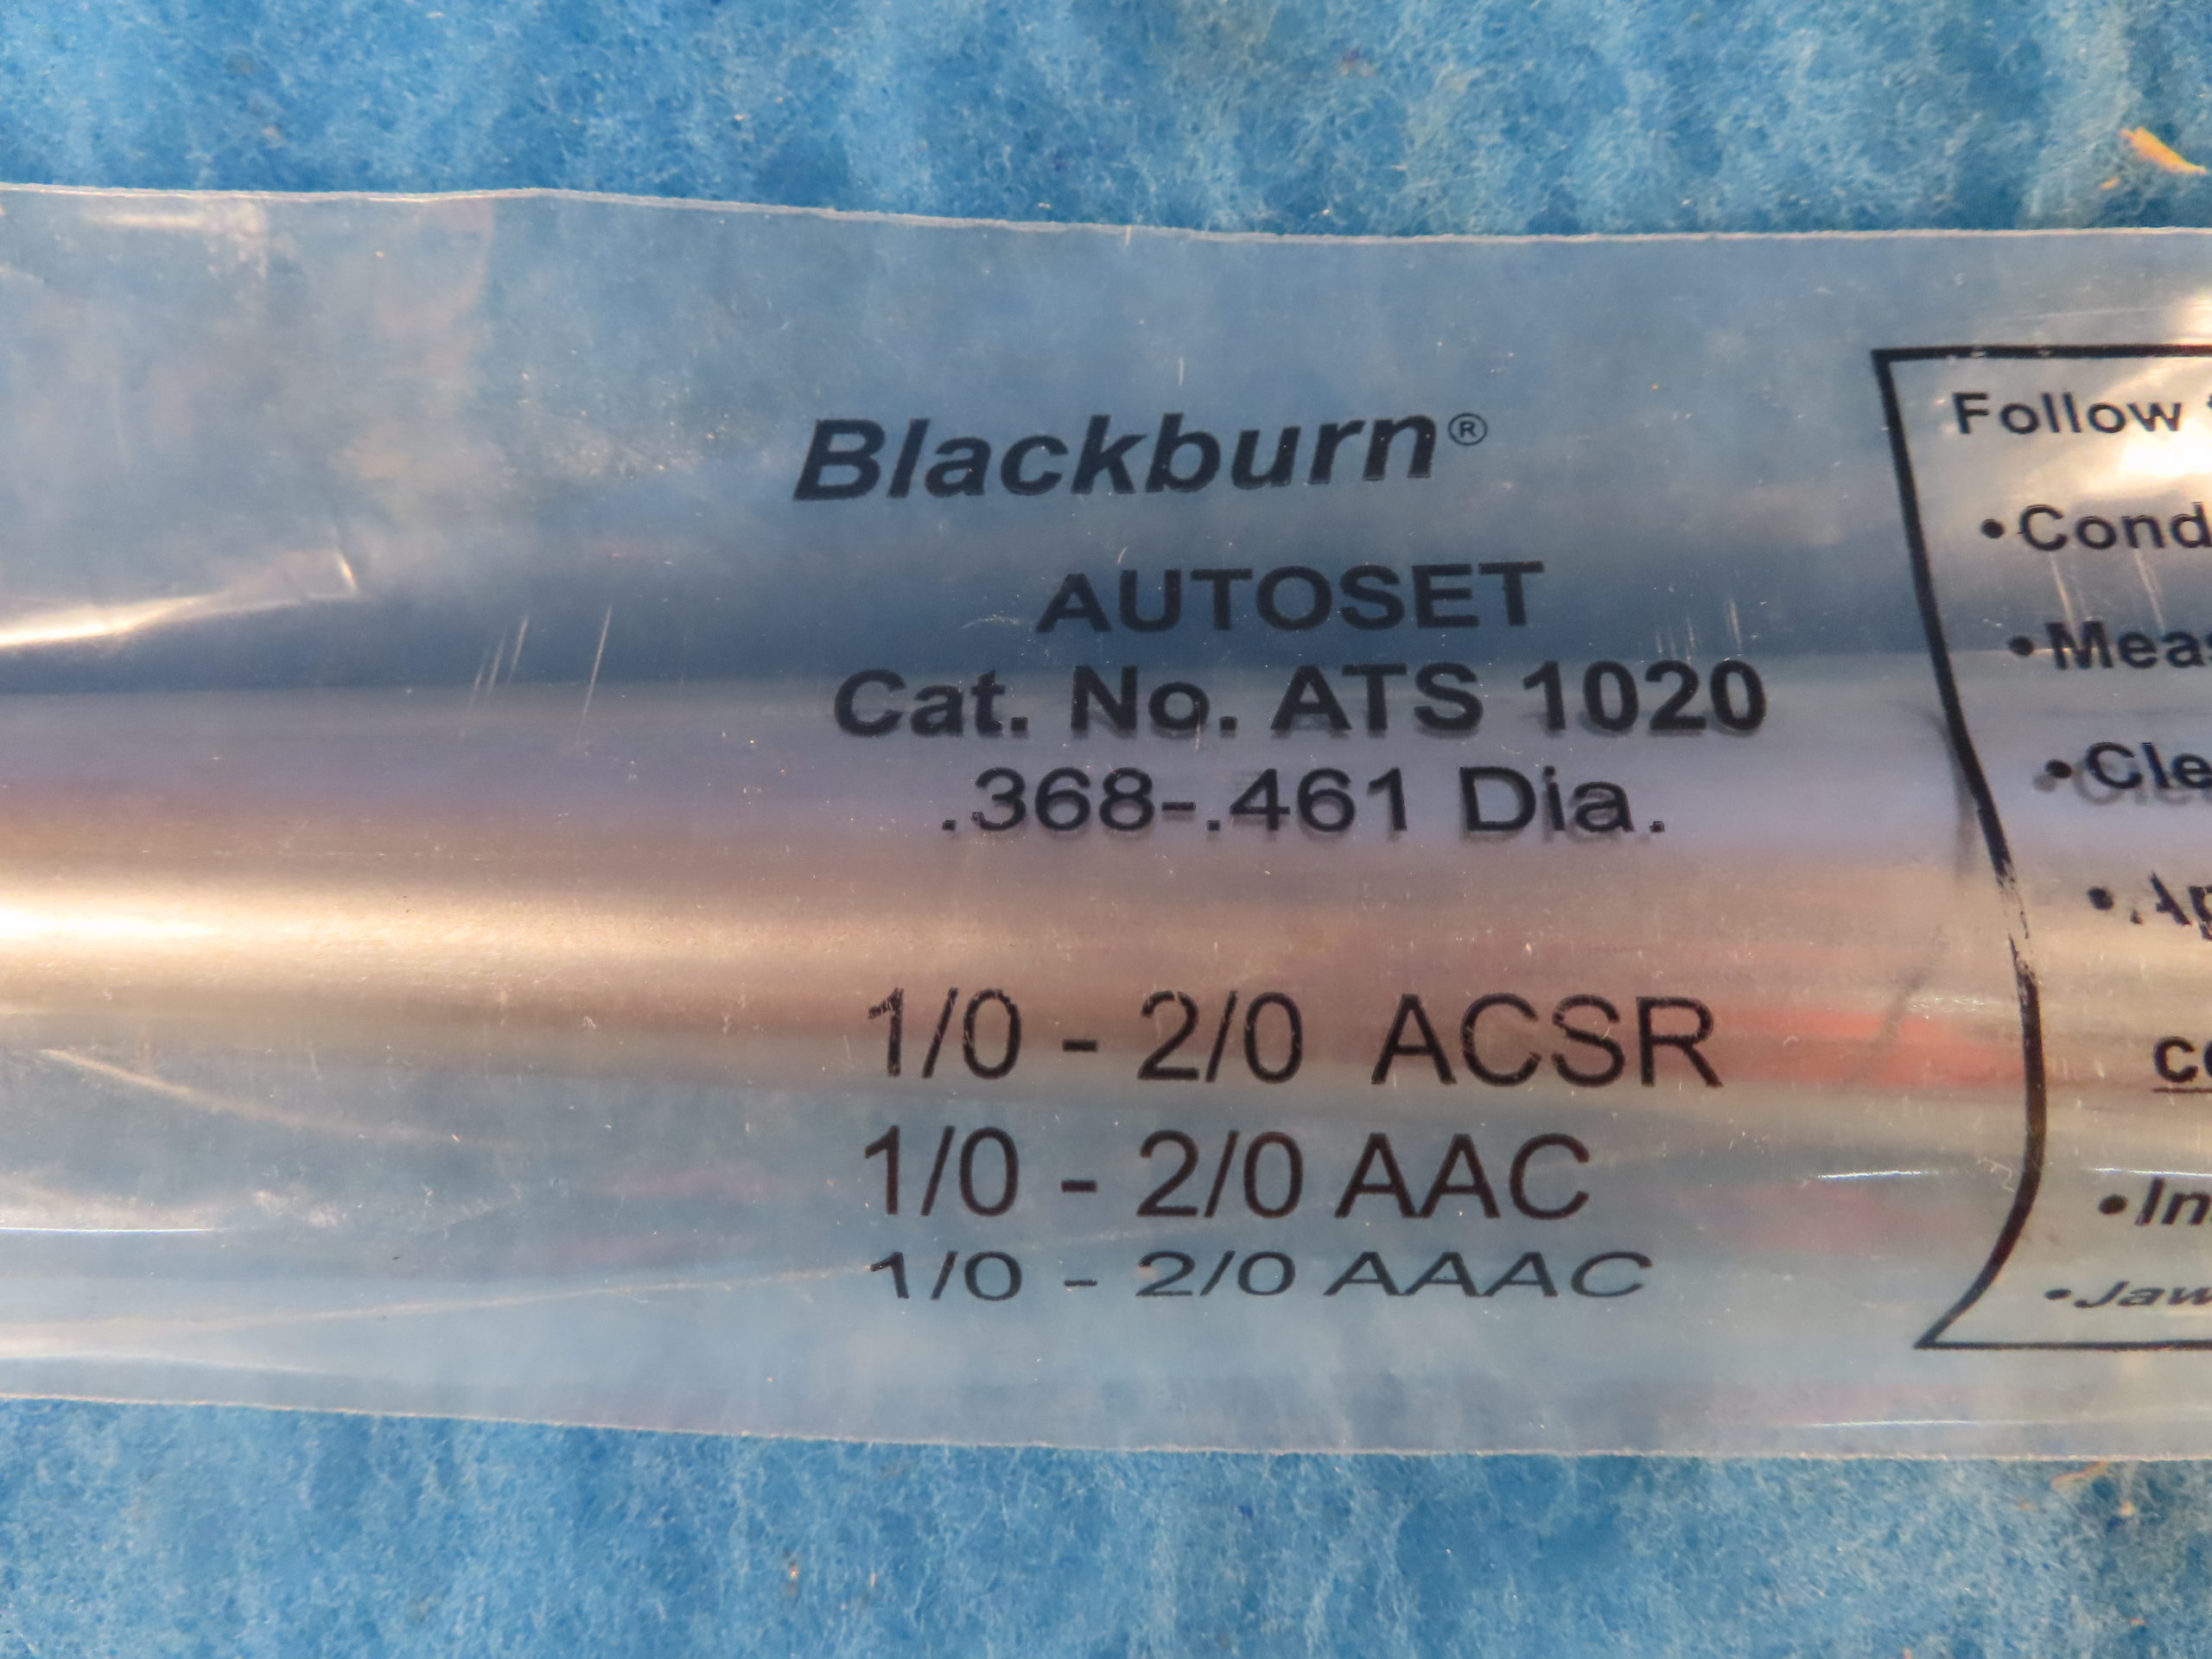 Blackburn®
AUTOSET
Cat. No. ATS 1020
.368-.461 Dia.
1/0 - 2/0 ACSR
1/0 - 2/0 AAC
1/0 - 2/0 AAAC
Follow
•Cond
•Meas
•Cle
•Ap
co
•In
•Jaw